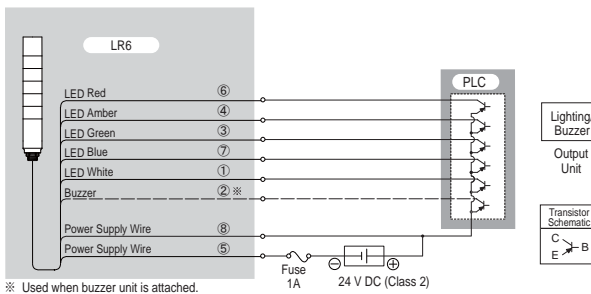 LR6
PLC
LED Red ⑥
LED Amber ④
LED Green ③
LED Blue ⑦
LED White ①
Buzzer ② ※
Power Supply Wire ⑧
Power Supply Wire ⑤
Fuse
1A
⊖ ⊕
24 V DC (Class 2)
Lighting/
Buzzer
Output
Unit
Transistor
Schematic
C
B
E
※ Used when buzzer unit is attached.